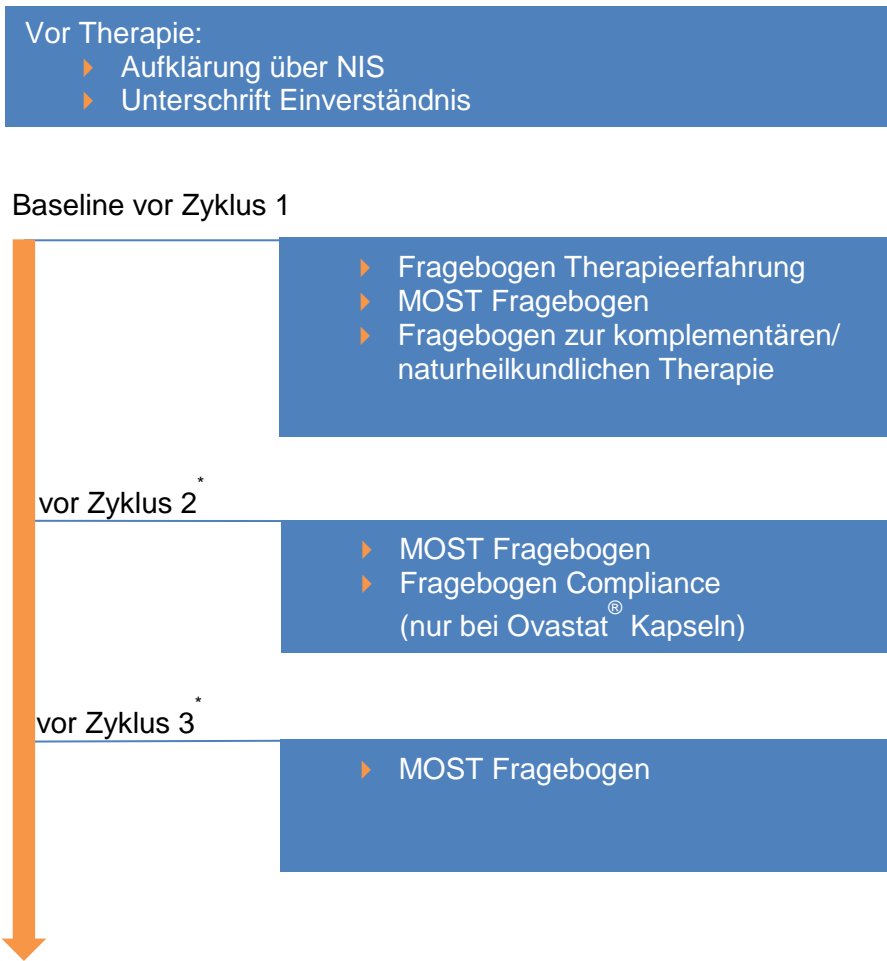 Vor Therapie:
Aufklärung über NIS
Unterschrift Einverständnis
Baseline vor Zyklus 1
Fragebogen Therapieerfahrung
MOST Fragebogen
Fragebogen zur komplementären/
naturheilkundlichen Therapie
vor Zyklus 2*
MOST Fragebogen
Fragebogen Compliance
(nur bei Ovastat® Kapseln)
vor Zyklus 3*
MOST Fragebogen